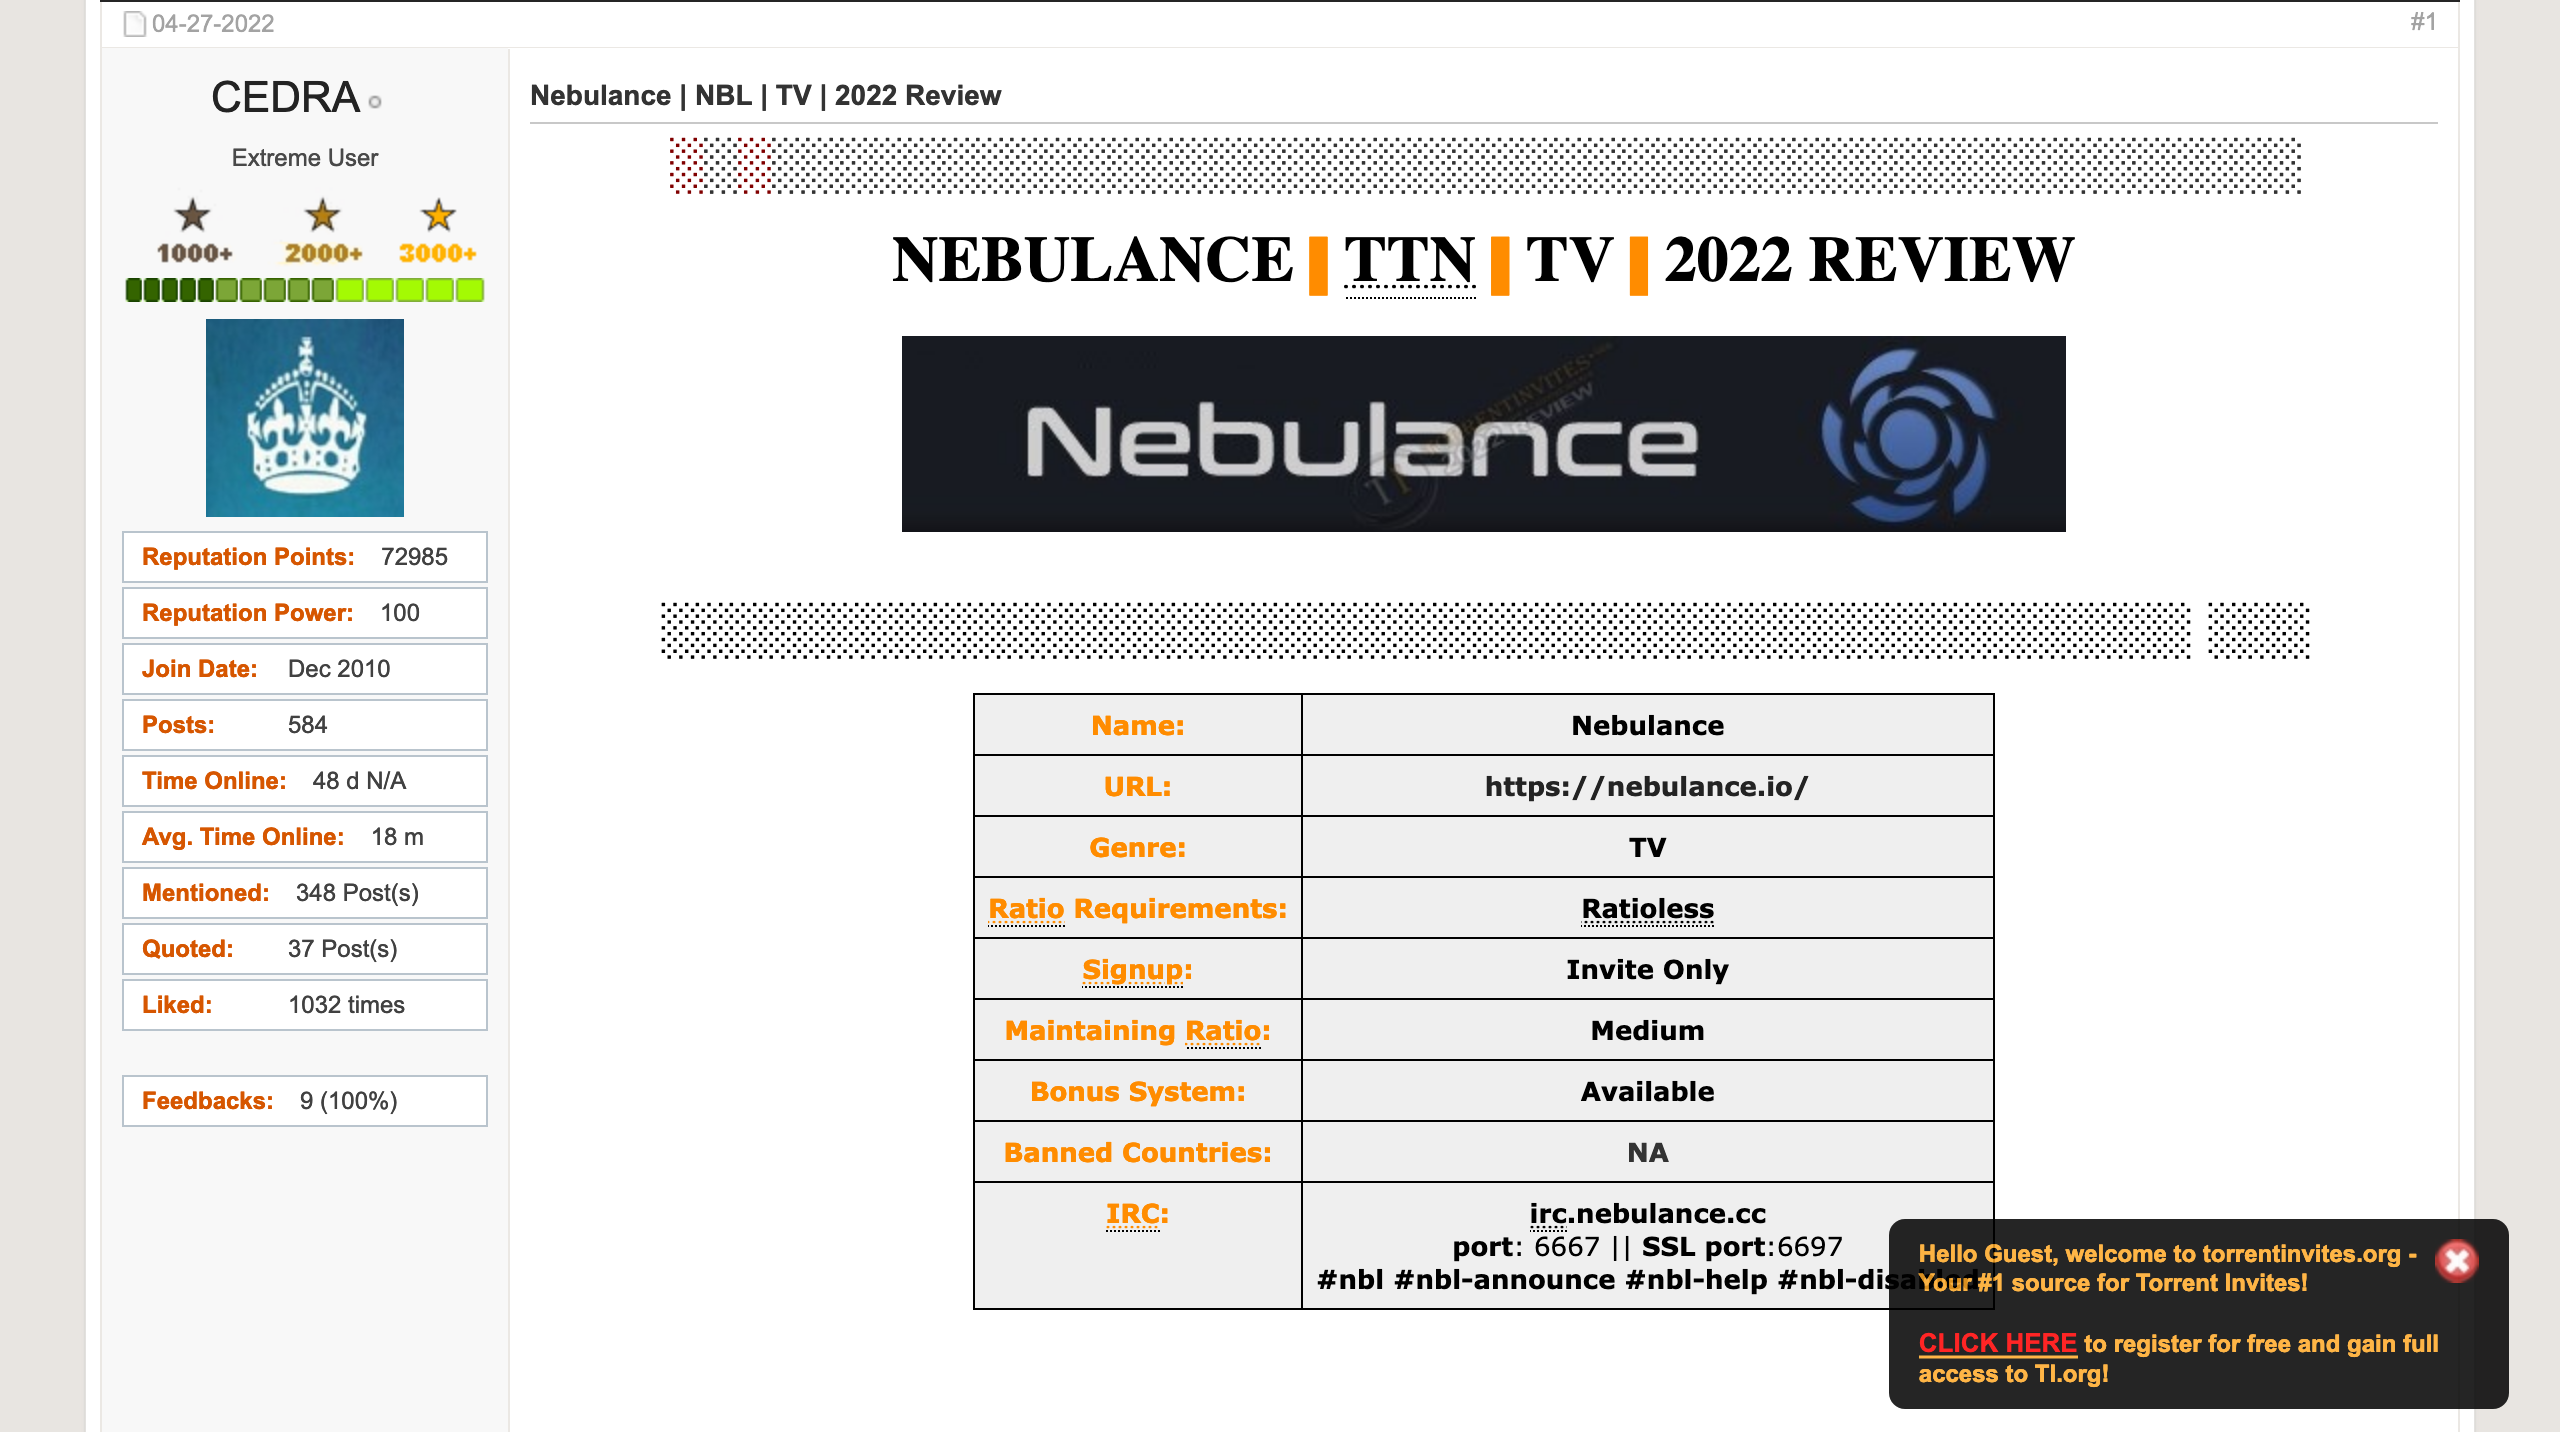 04-27-2022
#1
CEDRA
Extreme User
1000+ 2000+ 3000+
Reputation Points: 72985
Reputation Power: 100
Join Date: Dec 2010
Posts: 584
Time Online: 48 d N/A
Avg. Time Online: 18 m
Mentioned: 348 Post(s)
Quoted: 37 Post(s)
Liked: 1032 times
Feedbacks: 9 (100%)
Nebulance | NBL | TV | 2022 Review
NEBULANCE | TTN | TV | 2022 REVIEW
Nebulance
TORRENTINVITES
2022 REVIEW
TI
Name: Nebulance
URL: https://nebulance.io/
Genre: TV
Ratio Requirements: Ratioless
Signup: Invite Only
Maintaining Ratio: Medium
Bonus System: Available
Banned Countries: NA
IRC: irc.nebulance.cc
port: 6667 || SSL port:6697
#nbl #nbl-announce #nbl-help #nbl-disabled
Hello Guest, welcome to torrentinvites.org -
Your #1 source for Torrent Invites!
CLICK HERE to register for free and gain full
access to TI.org!